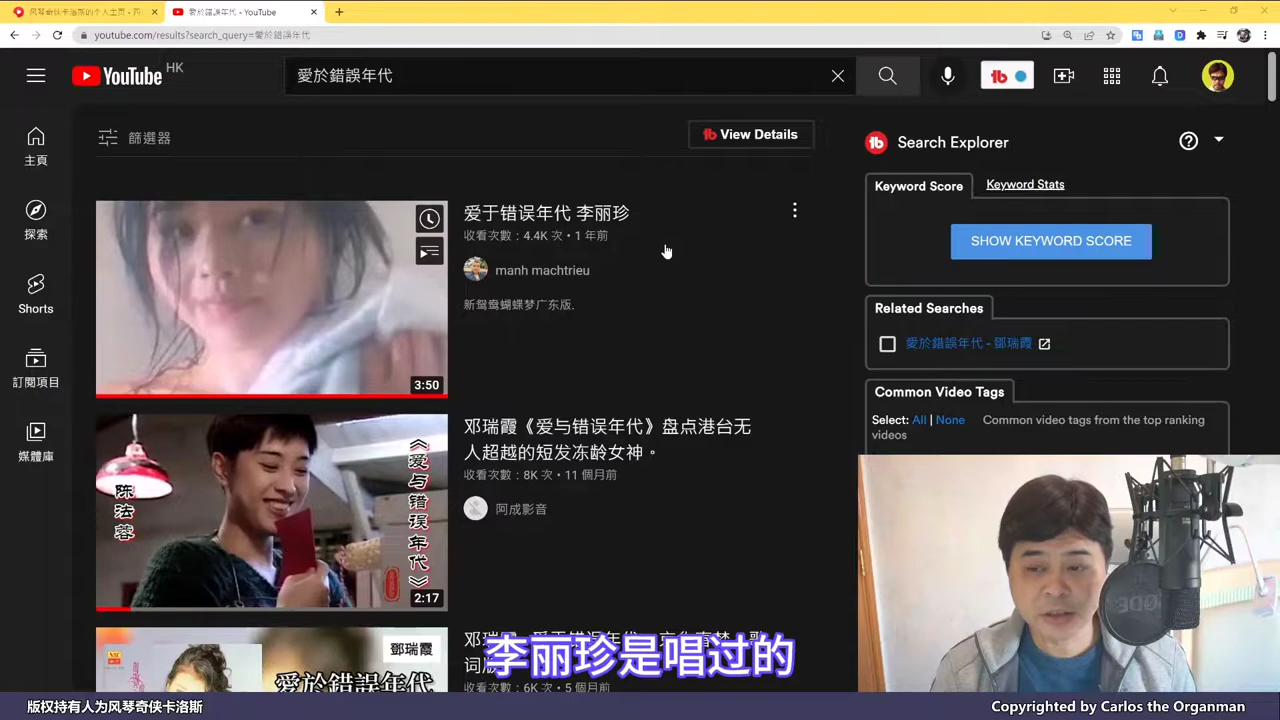 风琴奇侠卡洛斯的个人主页 - 西
愛於錯誤年代 - YouTube
youtube.com/results?search_query=愛於錯誤年代
YouTube HK
愛於錯誤年代
主頁
探索
Shorts
訂閱項目
媒體庫
篩選器
View Details
爱于错误年代 李丽珍
收看次數：4.4K 次 • 1 年前
manh machtrieu
新鸳鸯蝴蝶梦广东版.
3:50
邓瑞霞《爱与错误年代》盘点港台无
人超越的短发冻龄女神。
收看次數：8K 次 • 11 個月前
阿成影音
陈法蓉
《爱与错误年代》
2:17
鄧瑞霞
愛於錯誤年代
收看次數：6K 次 • 5 個月前
Search Explorer
Keyword Score
Keyword Stats
SHOW KEYWORD SCORE
Related Searches
愛於錯誤年代 - 鄧瑞霞
Common Video Tags
Select: All | None Common video tags from the top ranking
videos
李丽珍是唱过的
版权持有人为风琴奇侠卡洛斯
Copyrighted by Carlos the Organman